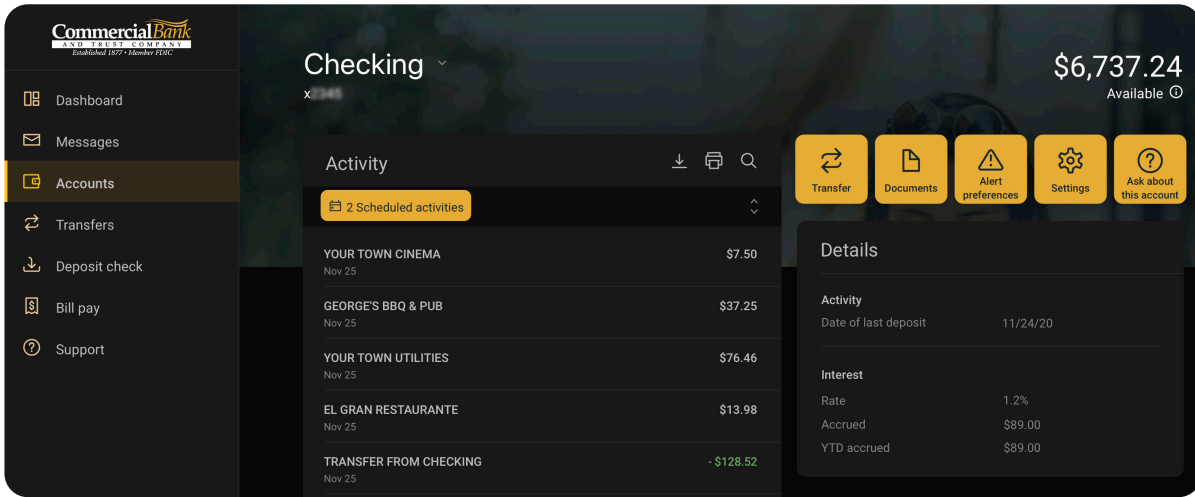 CommercialBank
AND TRUST COMPANY
Established 1877 • Member FDIC
Dashboard
Messages
Accounts
Transfers
Deposit check
Bill pay
Support
Checking
x
$6,737.24
Available
Activity
2 Scheduled activities
YOUR TOWN CINEMA $7.50
Nov 25
GEORGE'S BBQ & PUB $37.25
Nov 25
YOUR TOWN UTILITIES $76.46
Nov 25
EL GRAN RESTAURANTE $13.98
Nov 25
TRANSFER FROM CHECKING - $128.52
Nov 25
Transfer
Documents
Alert
preferences
Settings
Ask about
this account
Details
Activity
Date of last deposit 11/24/20
Interest
Rate 1.2%
Accrued $89.00
YTD accrued $89.00